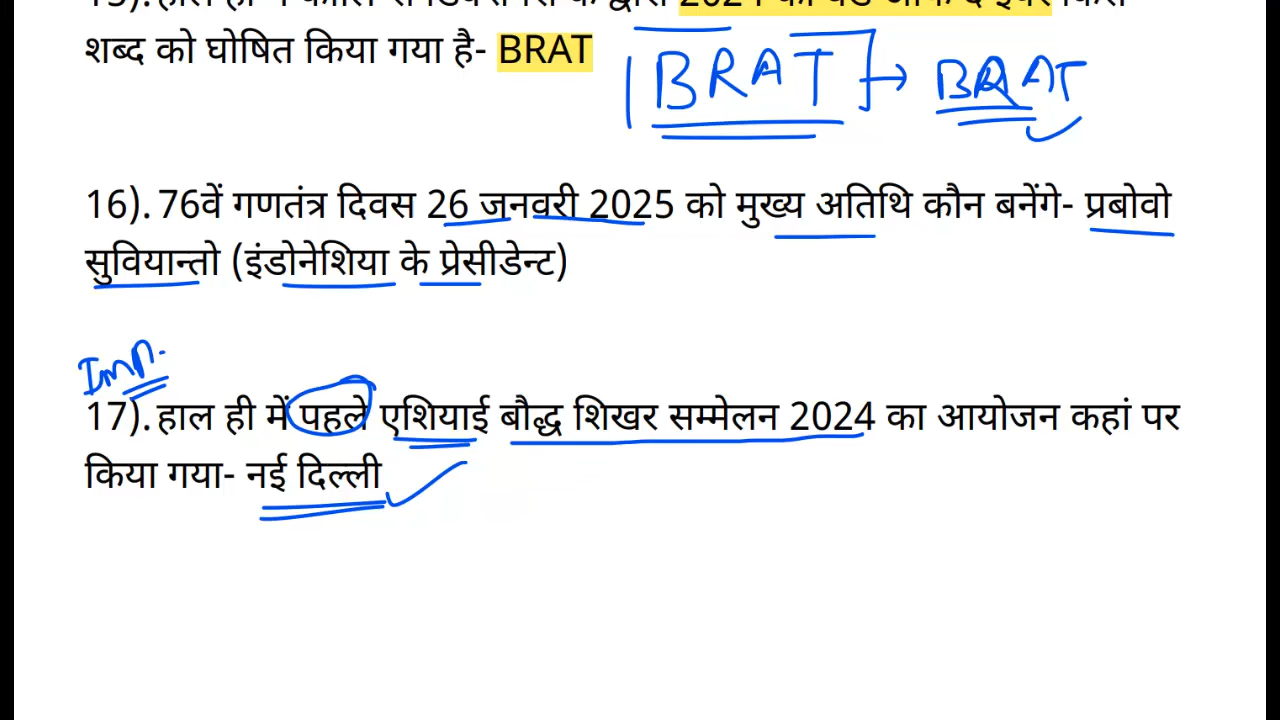 शब्द को घोषित किया गया है- BRAT
BRAT → BRAT
16). 76वें गणतंत्र दिवस 26 जनवरी 2025 को मुख्य अतिथि कौन बनेंगे- प्रबोवो
सुवियान्तो (इंडोनेशिया के प्रेसीडेन्ट)
Imp.
17). हाल ही में पहले एशियाई बौद्ध शिखर सम्मेलन 2024 का आयोजन कहां पर
किया गया- नई दिल्ली